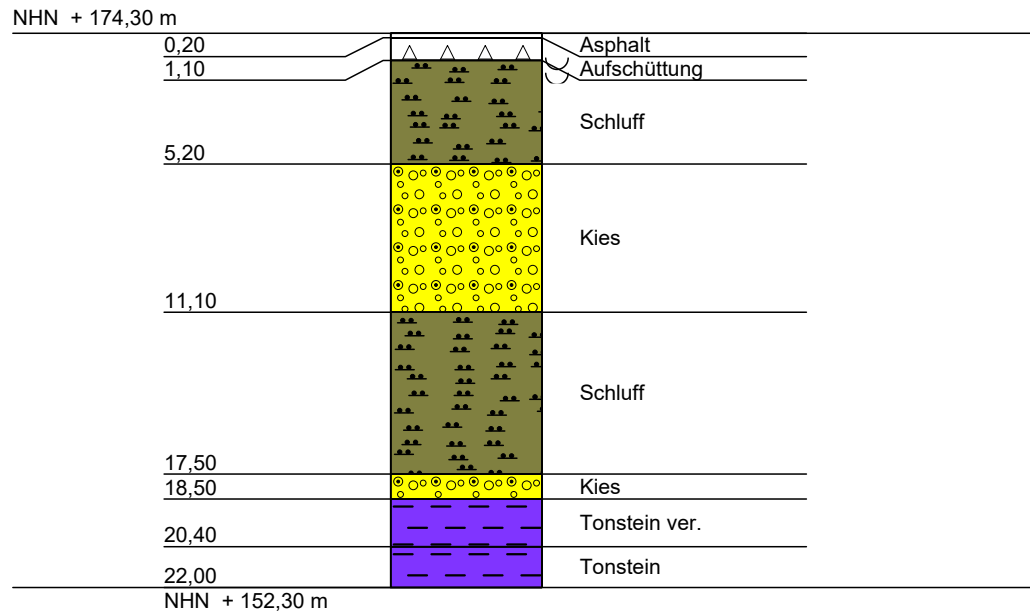 NHN + 174,30 m
0,20 Asphalt
1,10 Aufschüttung
Schluff
5,20
Kies
11,10
Schluff
17,50
18,50 Kies
Tonstein ver.
20,40
Tonstein
22,00
NHN + 152,30 m